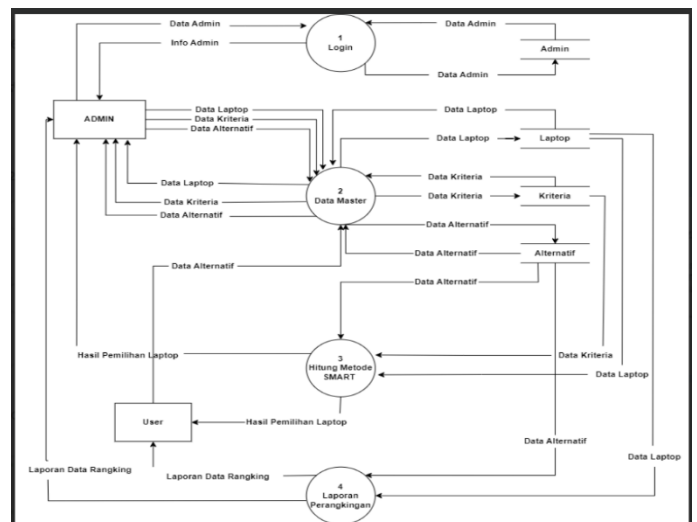 Data Admin
Data Admin
1
Login
Info Admin
Admin
Data Admin
ADMIN
Data Laptop
Data Kriteria
Data Alternatif
Data Laptop
Data Laptop
Laptop
Data Laptop
Data Kriteria
Data Alternatif
2
Data Master
Data Kriteria
Data Kriteria
Kriteria
Data Alternatif
Data Alternatif
Alternatif
Data Alternatif
Data Alternatif
Hasil Pemilihan Laptop
3
Hitung Metode
SMART
Data Kriteria
Data Laptop
User
Hasil Pemilihan Laptop
Data Alternatif
Data Laptop
Laporan Data Rangking
Laporan Data Rangking
4
Laporan
Perangkingan